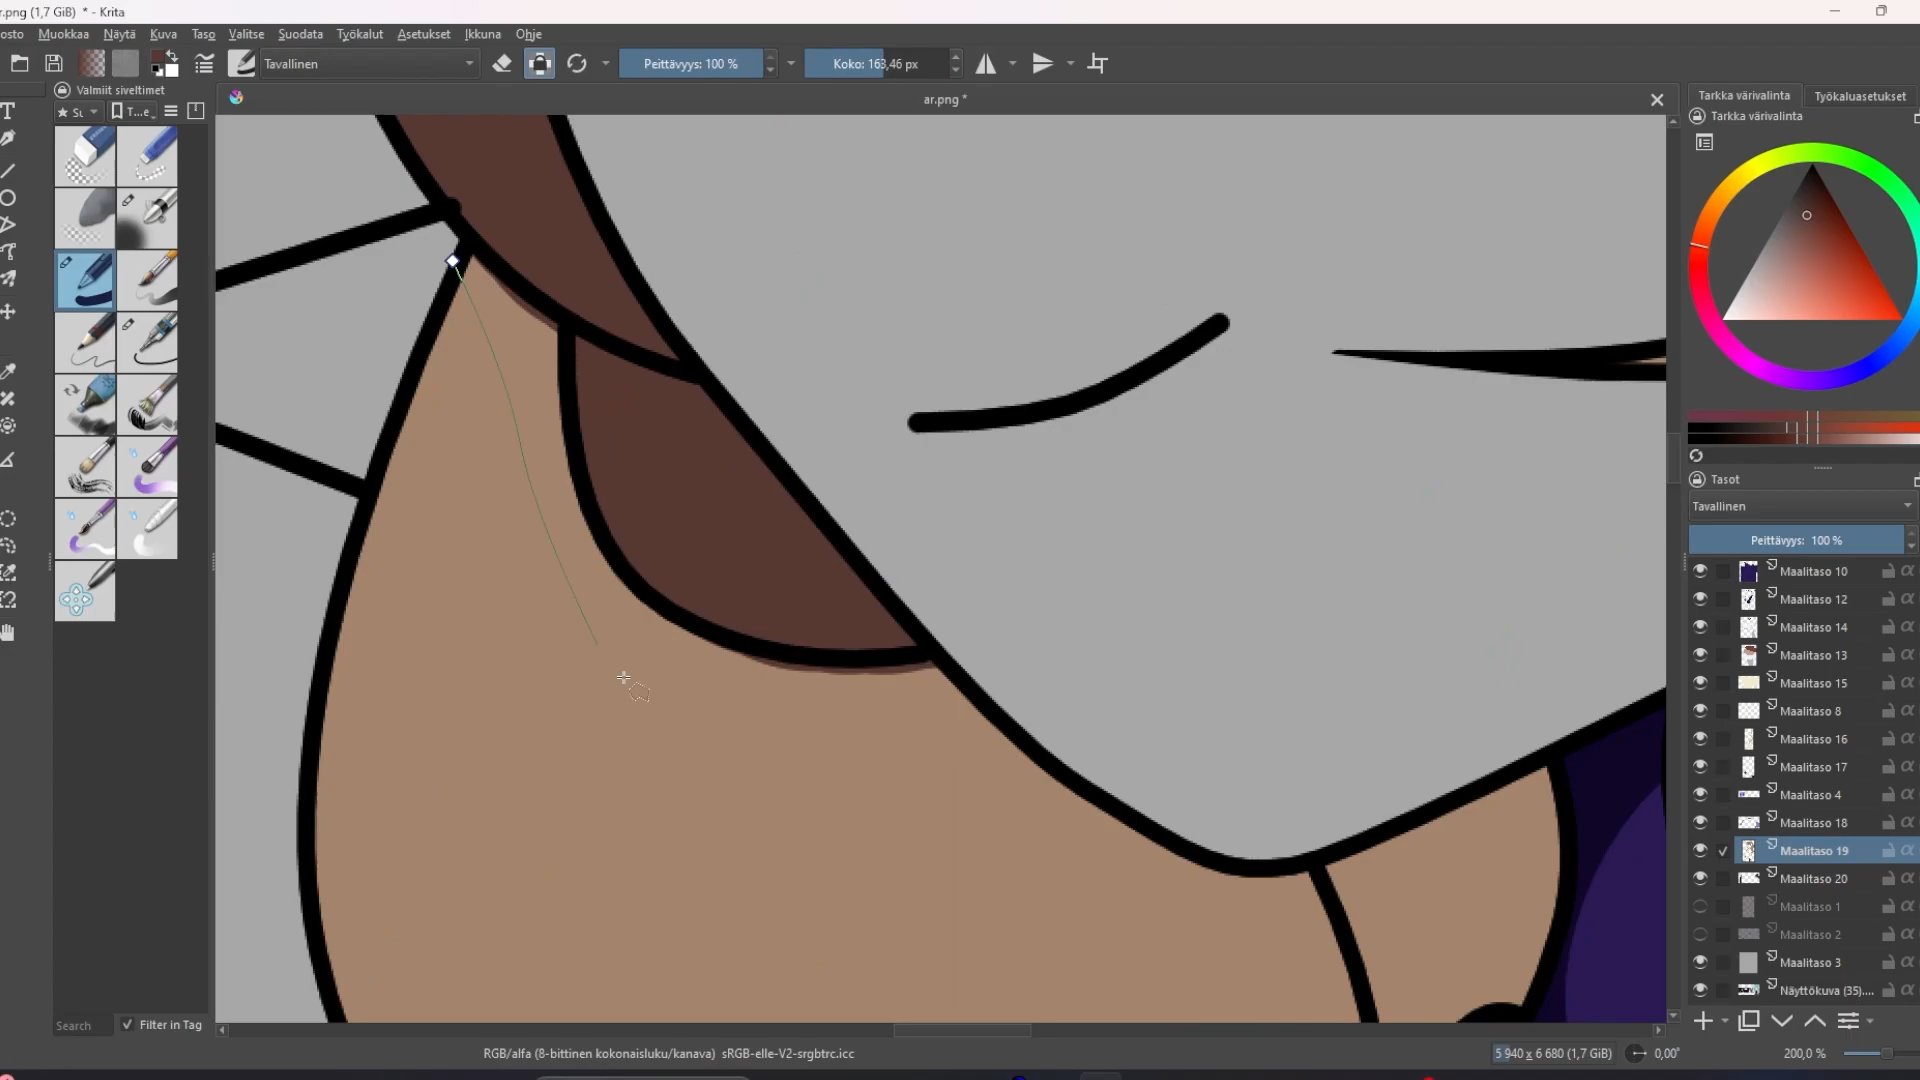 r.png (1,7 GiB) * - Krita
osto Muokkaa Näytä Kuva Taso Valitse Suodata Työkalut Asetukset Ikkuna Ohje
Tavallinen Peittävyys: 100 % Koko: 163,46 px
Valmiit siveltimet
St T...e...
ar.png *
Tarkka värivalinta Työkaluasetukset
Tarkka värivalinta
Tasot
Tavallinen
Peittävyys: 100 %
Maalitaso 10
Maalitaso 12
Maalitaso 14
Maalitaso 13
Maalitaso 15
Maalitaso 8
Maalitaso 16
Maalitaso 17
Maalitaso 4
Maalitaso 18
Maalitaso 19
Maalitaso 20
Maalitaso 1
Maalitaso 2
Maalitaso 3
Näyttökuva (35)....
Search Filter in Tag
RGB/alfa (8-bittinen kokonaisluku/kanava) sRGB-elle-V2-srgbtrc.icc 5 940 x 6 680 (1,7 GiB) 0,00° 200,0 %